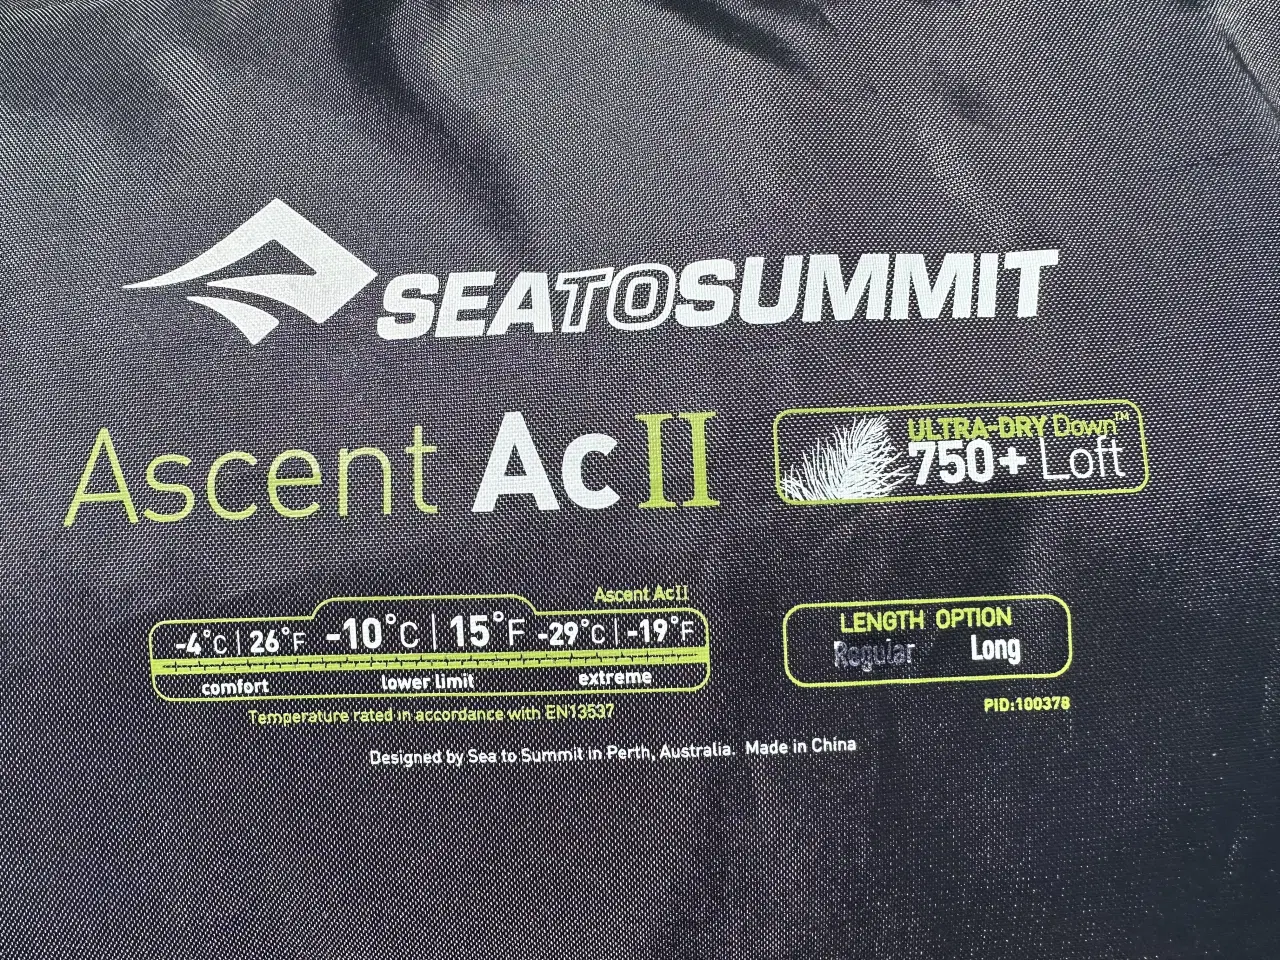 SEATOSUMMIT
Ascent Ac II
ULTRA-DRY Down™
750+ Loft
Ascent AcII
-4°C | 26°F -10°C | 15°F -29°C | -19°F
comfort lower limit extreme
Temperature rated in accordance with EN13537
LENGTH OPTION
Regular Long
PID:100378
Designed by Sea to Summit in Perth, Australia. Made in China